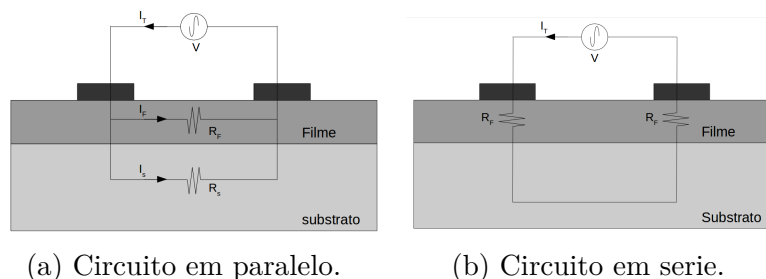 I_T
V
I_F
R_F
Filme
I_s
R_s
substrato
(a) Circuito em paralelo.
I_T
V
R_F
R_F
Filme
Substrato
(b) Circuito em serie.